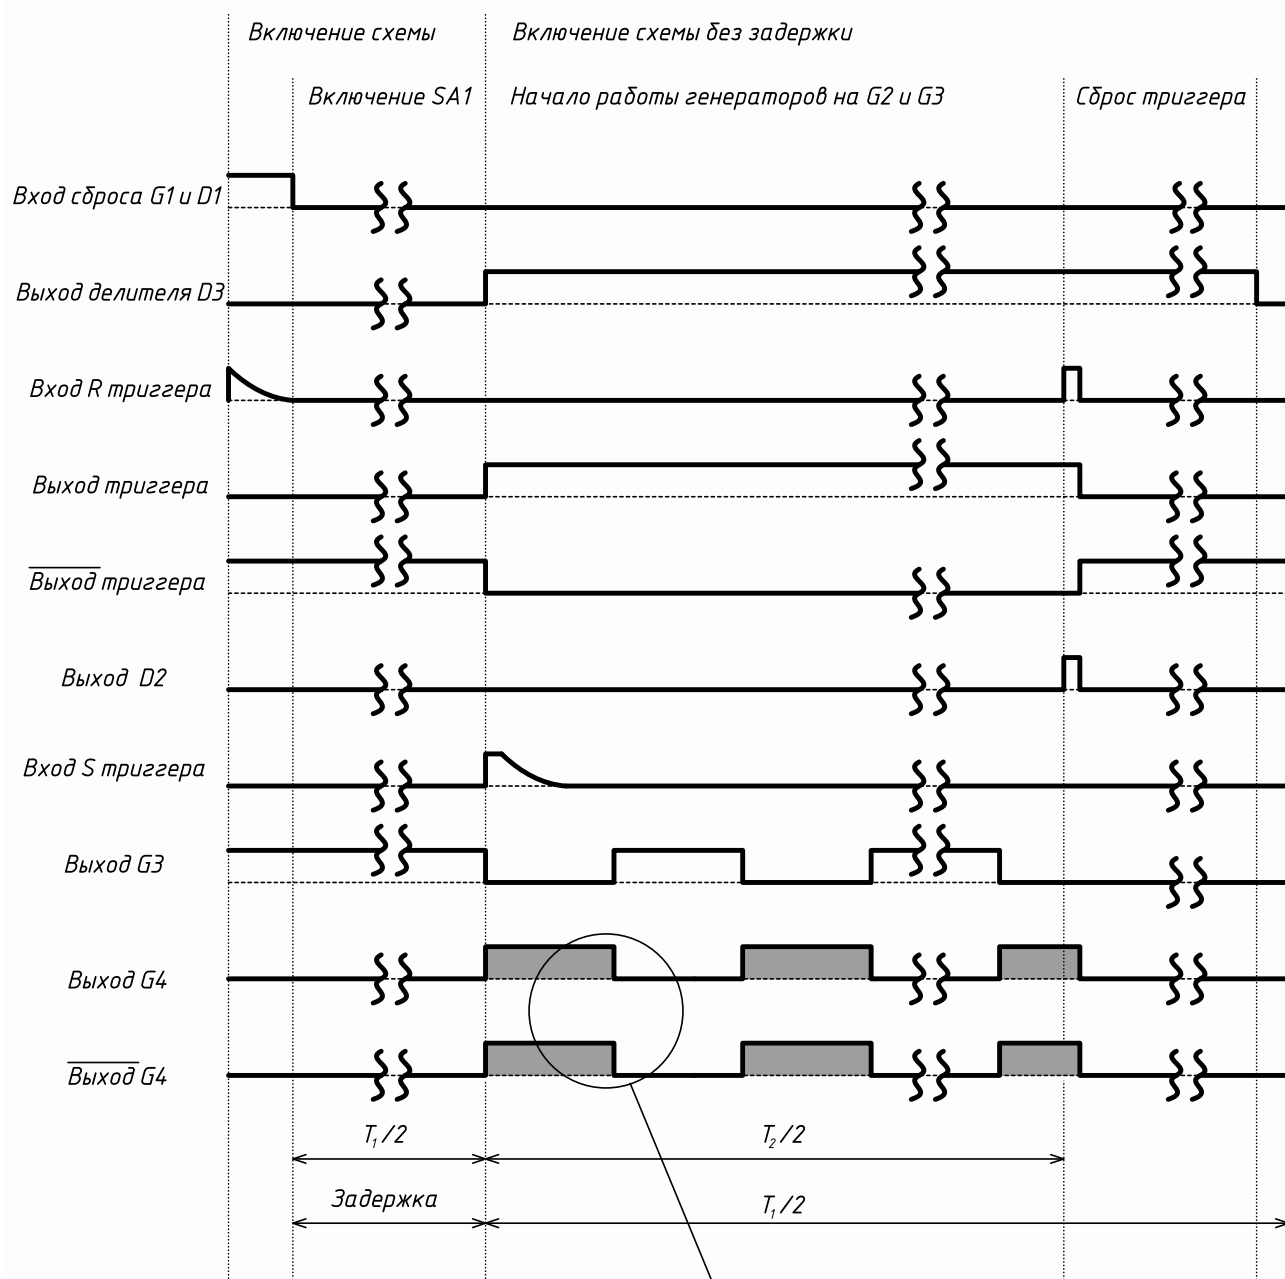 Включение схемы
Включение схемы без задержки
Включение SA1
Начало работы генераторов на G2 и G3
Сброс триггера
Вход сброса G1 и D1
Выход делителя D3
Вход R триггера
Выход триггера
Выход триггера
Выход D2
Вход S триггера
Выход G3
Выход G4
Выход G4
T₁/2
T₂/2
Задержка
T₁/2